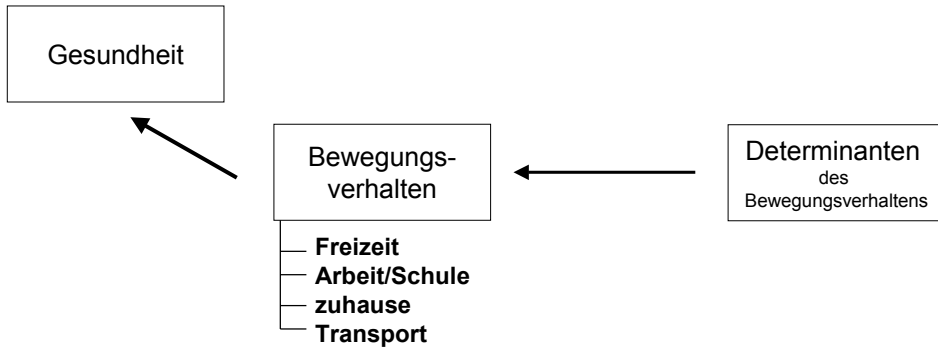 Gesundheit
Bewegungs-
verhalten
Determinanten
des
Bewegungsverhaltens
Freizeit
Arbeit/Schule
zuhause
Transport